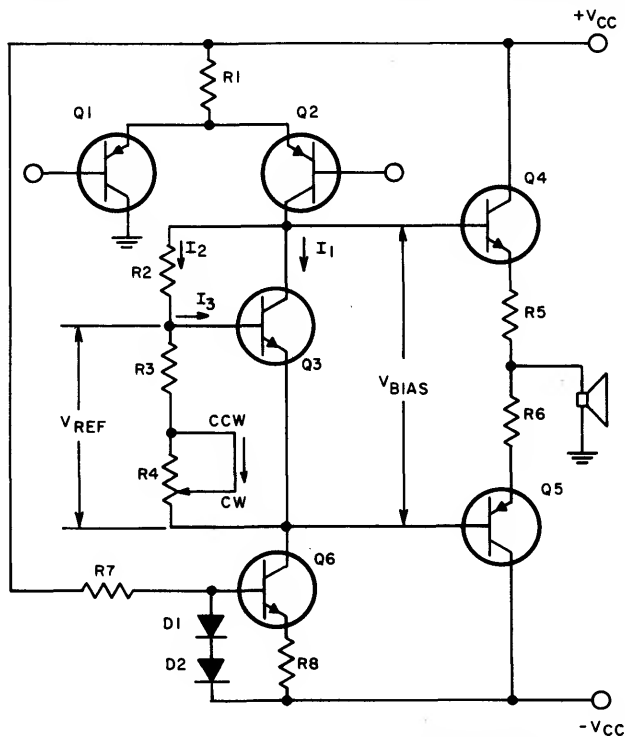 +VCC
R1
Q1
Q2
Q4
I2
I1
R2
I3
R5
Q3
R3
VBIAS
VREF
R6
CCW
R4
CW
Q5
Q6
R7
D1
D2
R8
-VCC